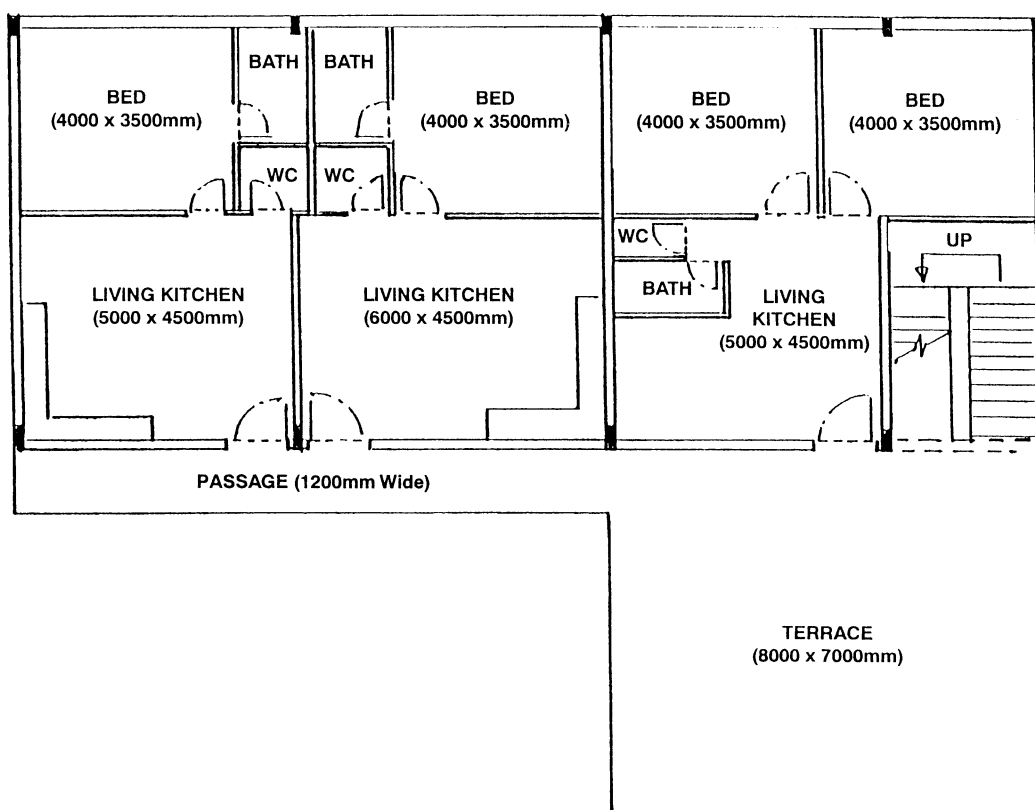 BATH
BATH
BED
(4000 x 3500mm)
BED
(4000 x 3500mm)
BED
(4000 x 3500mm)
BED
(4000 x 3500mm)
WC
WC
WC
UP
BATH
LIVING KITCHEN
(5000 x 4500mm)
LIVING KITCHEN
(6000 x 4500mm)
LIVING
KITCHEN
(5000 x 4500mm)
PASSAGE (1200mm Wide)
TERRACE
(8000 x 7000mm)